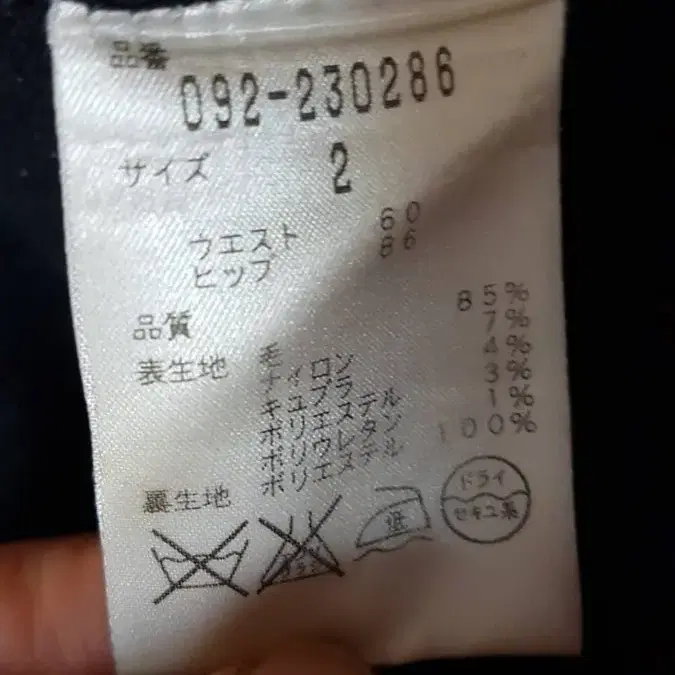 品番
092-230286
サイズ 2
ウエスト 60
ヒップ 86
品質
表生地 毛 85%
ナイロン 7%
キュプラ 4%
ポリエステル 3%
ポリウレタン 1%
裏生地 ポリエステル 100%
低
ドライ
セキユ系